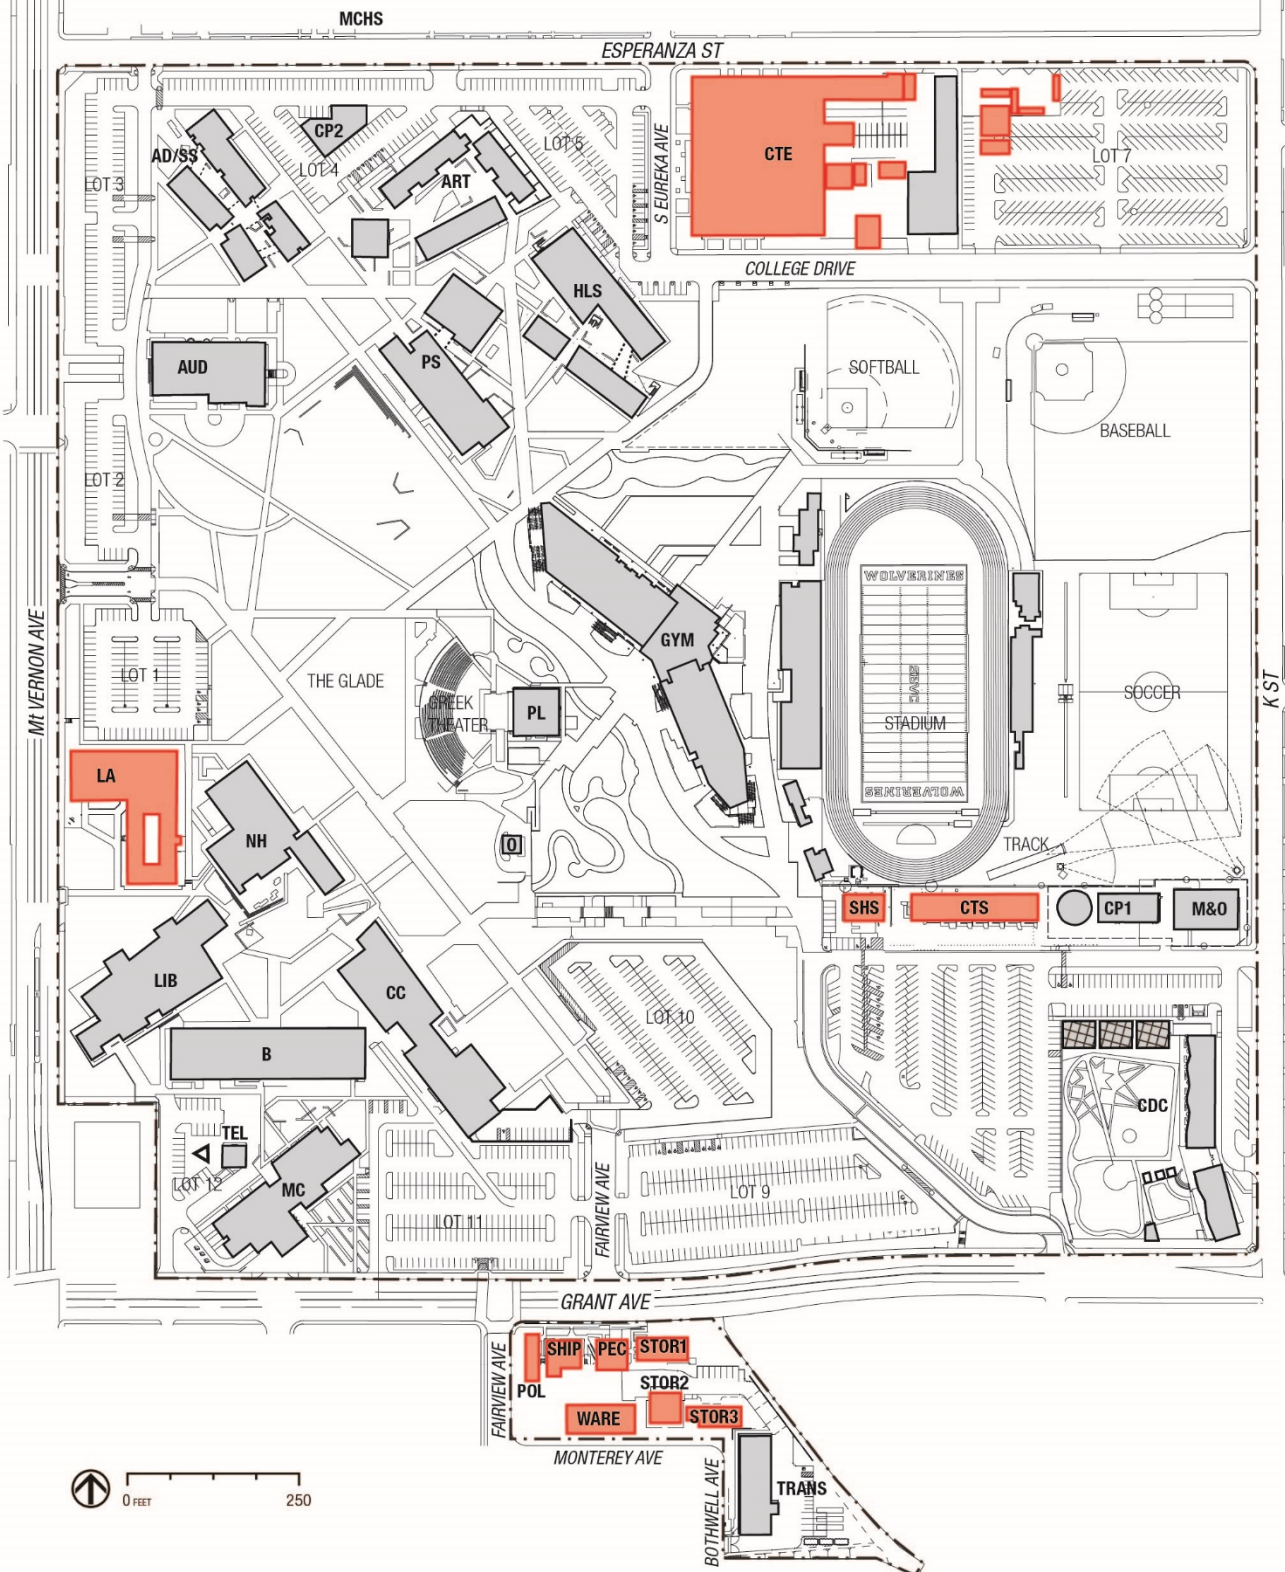 MCHS
ESPERANZA ST
CP2
AD/SS
LOT 4
LOT 5
LOT 3
ART
S EUREKA AVE
CTE
LOT 7
COLLEGE DRIVE
HLS
AUD
PS
SOFTBALL
BASEBALL
LOT 2
WOLVERINES
Mt VERNON AVE
GYM
LOT 1
THE GLADE
GREEK
THEATER
PL
SBVC
STADIUM
SOCCER
K ST
LA
WOLVERINES
NH
O
TRACK
SHS
CTS
CP1
M&O
LIB
CC
LOT 10
B
CDC
TEL
LOT 12
MC
LOT 11
FAIRVIEW AVE
LOT 9
GRANT AVE
FAIRVIEW AVE
SHIP
PEC
STOR1
POL
STOR2
WARE
STOR3
MONTEREY AVE
BOTHWELL AVE
TRANS
0 FEET
250